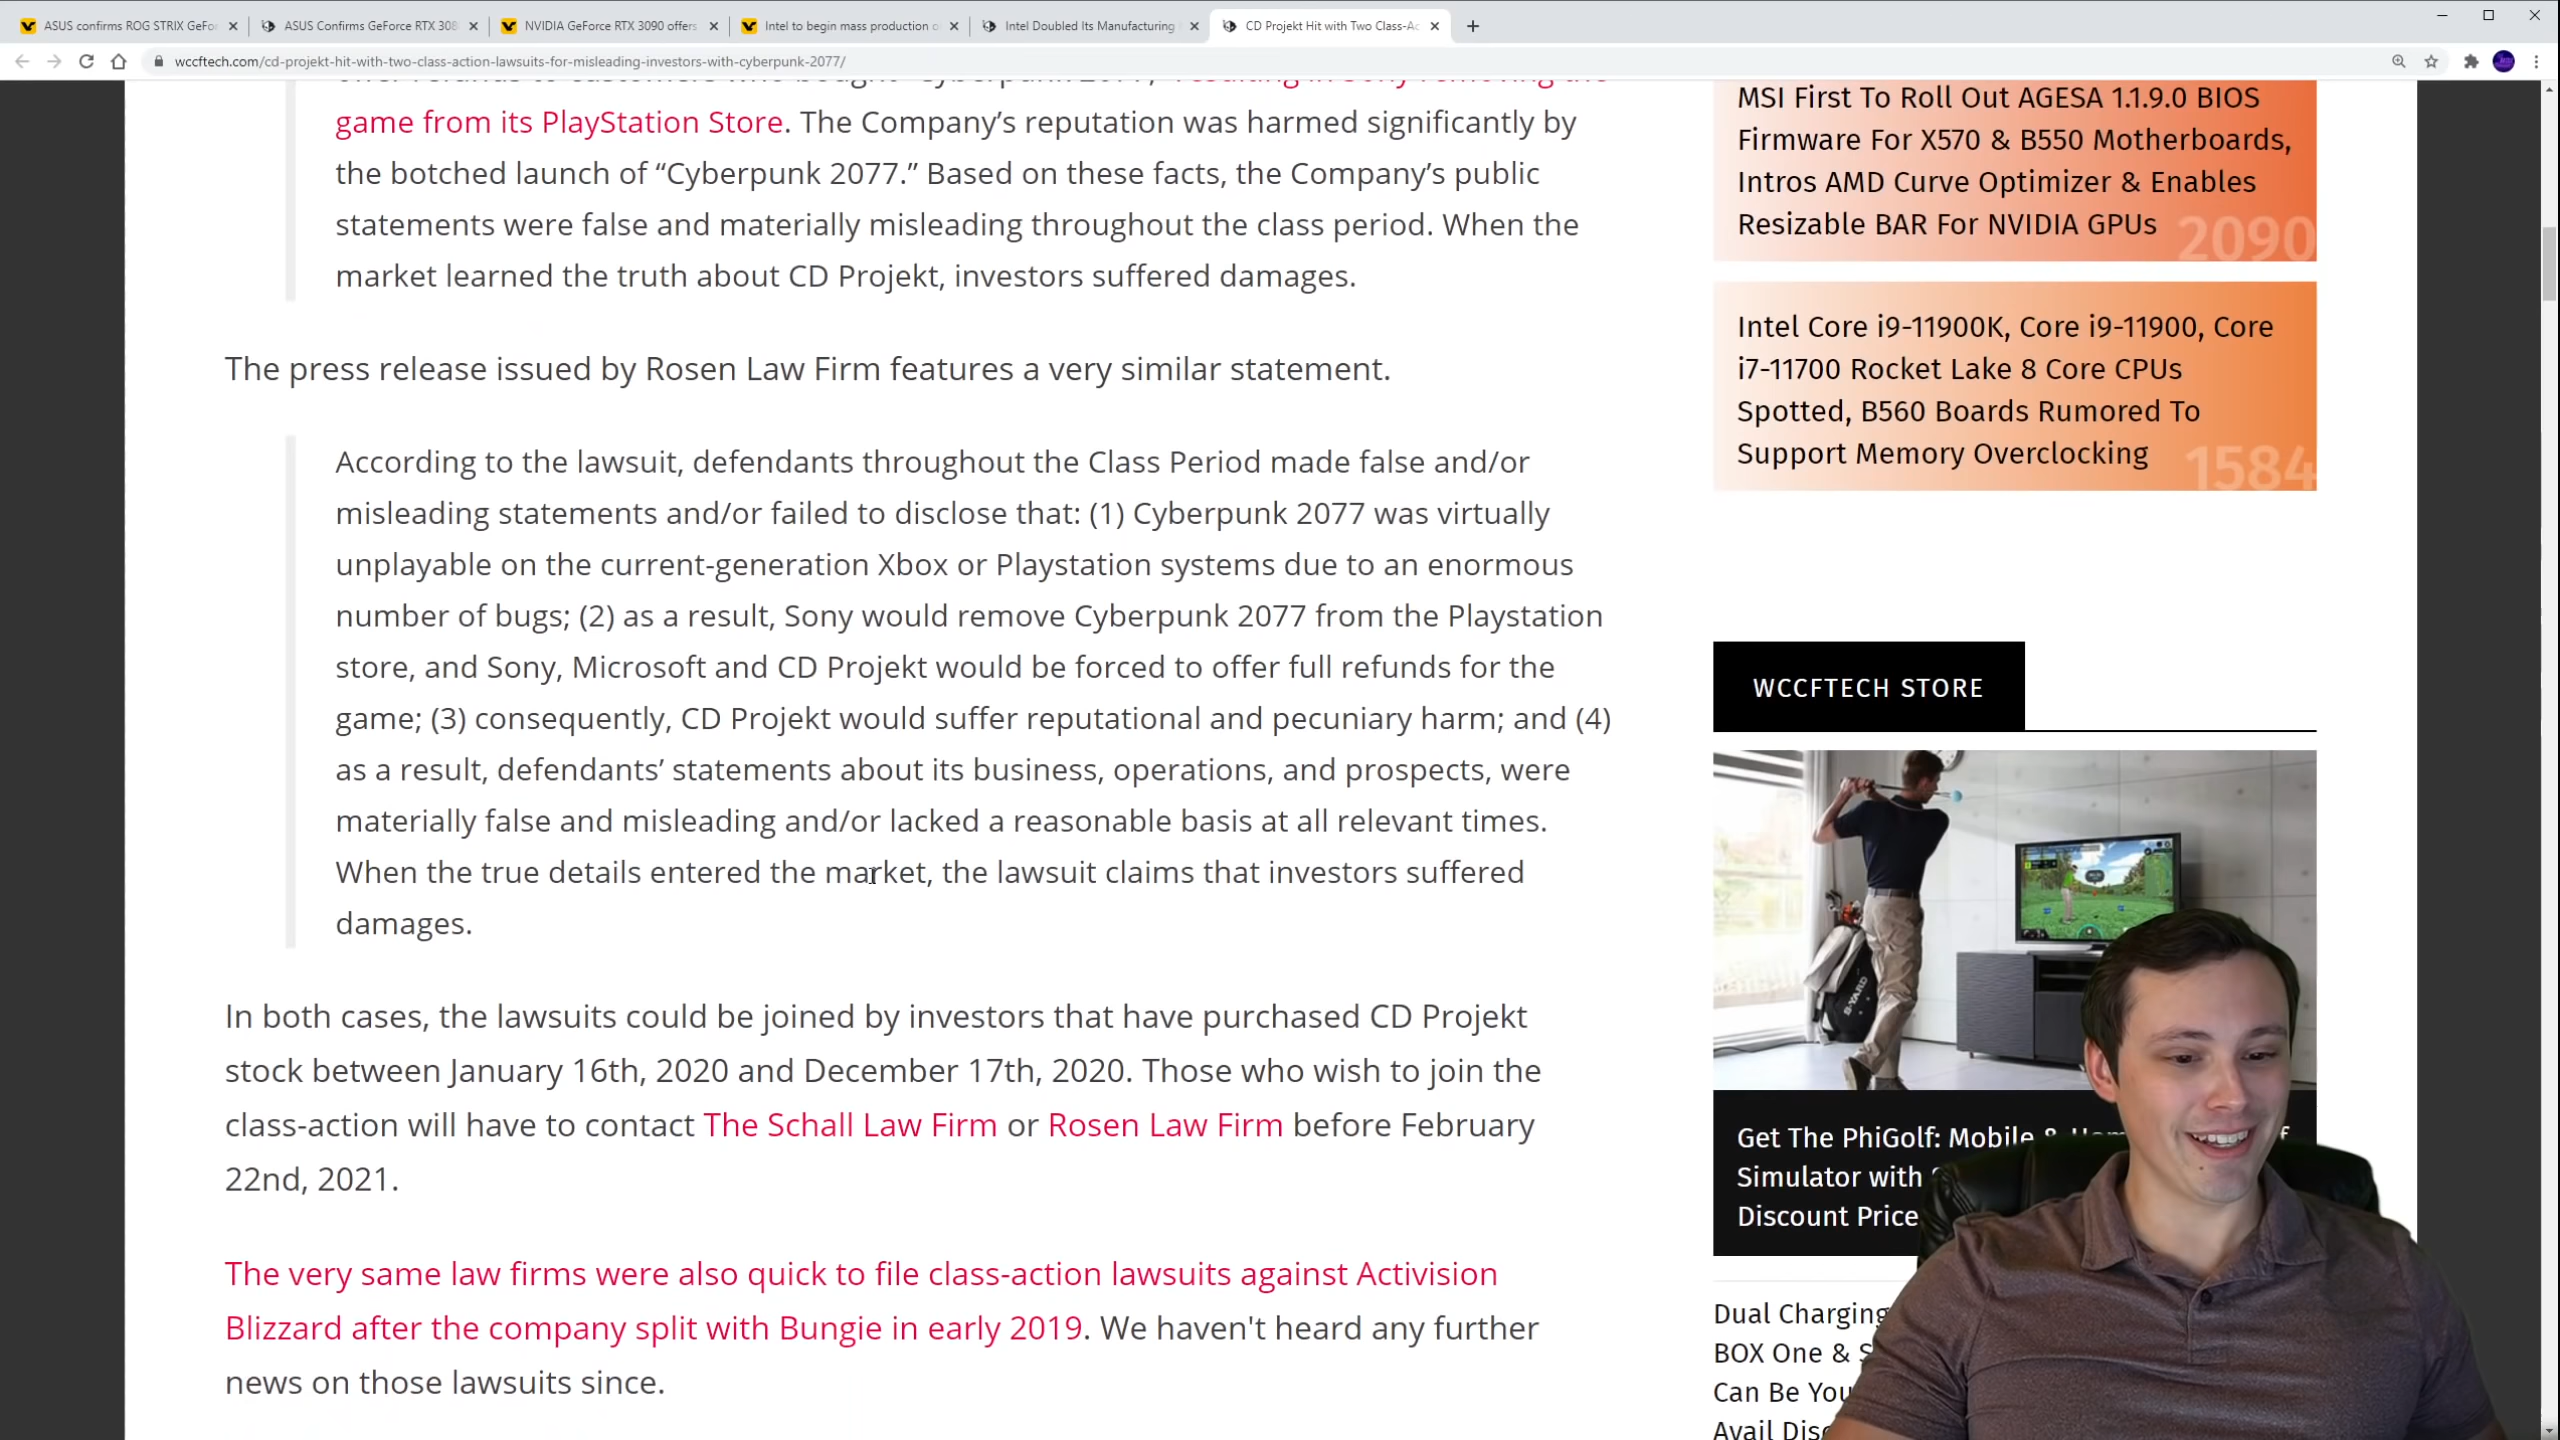 ASUS confirms ROG STRIX GeFor
ASUS Confirms GeForce RTX 308
NVIDIA GeForce RTX 3090 offers
Intel to begin mass production o
Intel Doubled Its Manufacturing
CD Projekt Hit with Two Class-Ac
wccftech.com/cd-projekt-hit-with-two-class-action-lawsuits-for-misleading-investors-with-cyberpunk-2077/
game from its PlayStation Store. The Company’s reputation was harmed significantly by
the botched launch of “Cyberpunk 2077.” Based on these facts, the Company’s public
statements were false and materially misleading throughout the class period. When the
market learned the truth about CD Projekt, investors suffered damages.
The press release issued by Rosen Law Firm features a very similar statement.
According to the lawsuit, defendants throughout the Class Period made false and/or
misleading statements and/or failed to disclose that: (1) Cyberpunk 2077 was virtually
unplayable on the current-generation Xbox or Playstation systems due to an enormous
number of bugs; (2) as a result, Sony would remove Cyberpunk 2077 from the Playstation
store, and Sony, Microsoft and CD Projekt would be forced to offer full refunds for the
game; (3) consequently, CD Projekt would suffer reputational and pecuniary harm; and (4)
as a result, defendants’ statements about its business, operations, and prospects, were
materially false and misleading and/or lacked a reasonable basis at all relevant times.
When the true details entered the market, the lawsuit claims that investors suffered
damages.
In both cases, the lawsuits could be joined by investors that have purchased CD Projekt
stock between January 16th, 2020 and December 17th, 2020. Those who wish to join the
class-action will have to contact The Schall Law Firm or Rosen Law Firm before February
22nd, 2021.
The very same law firms were also quick to file class-action lawsuits against Activision
Blizzard after the company split with Bungie in early 2019. We haven't heard any further
news on those lawsuits since.
MSI First To Roll Out AGESA 1.1.9.0 BIOS
Firmware For X570 & B550 Motherboards,
Intros AMD Curve Optimizer & Enables
Resizable BAR For NVIDIA GPUs
2090
Intel Core i9-11900K, Core i9-11900, Core
i7-11700 Rocket Lake 8 Core CPUs
Spotted, B560 Boards Rumored To
Support Memory Overclocking
1584
WCCFTECH STORE
B-YARD
Get The PhiGolf: Mobile &
Simulator with
Discount Price
Dual Charging
BOX One &
Can Be You
Avail Dis